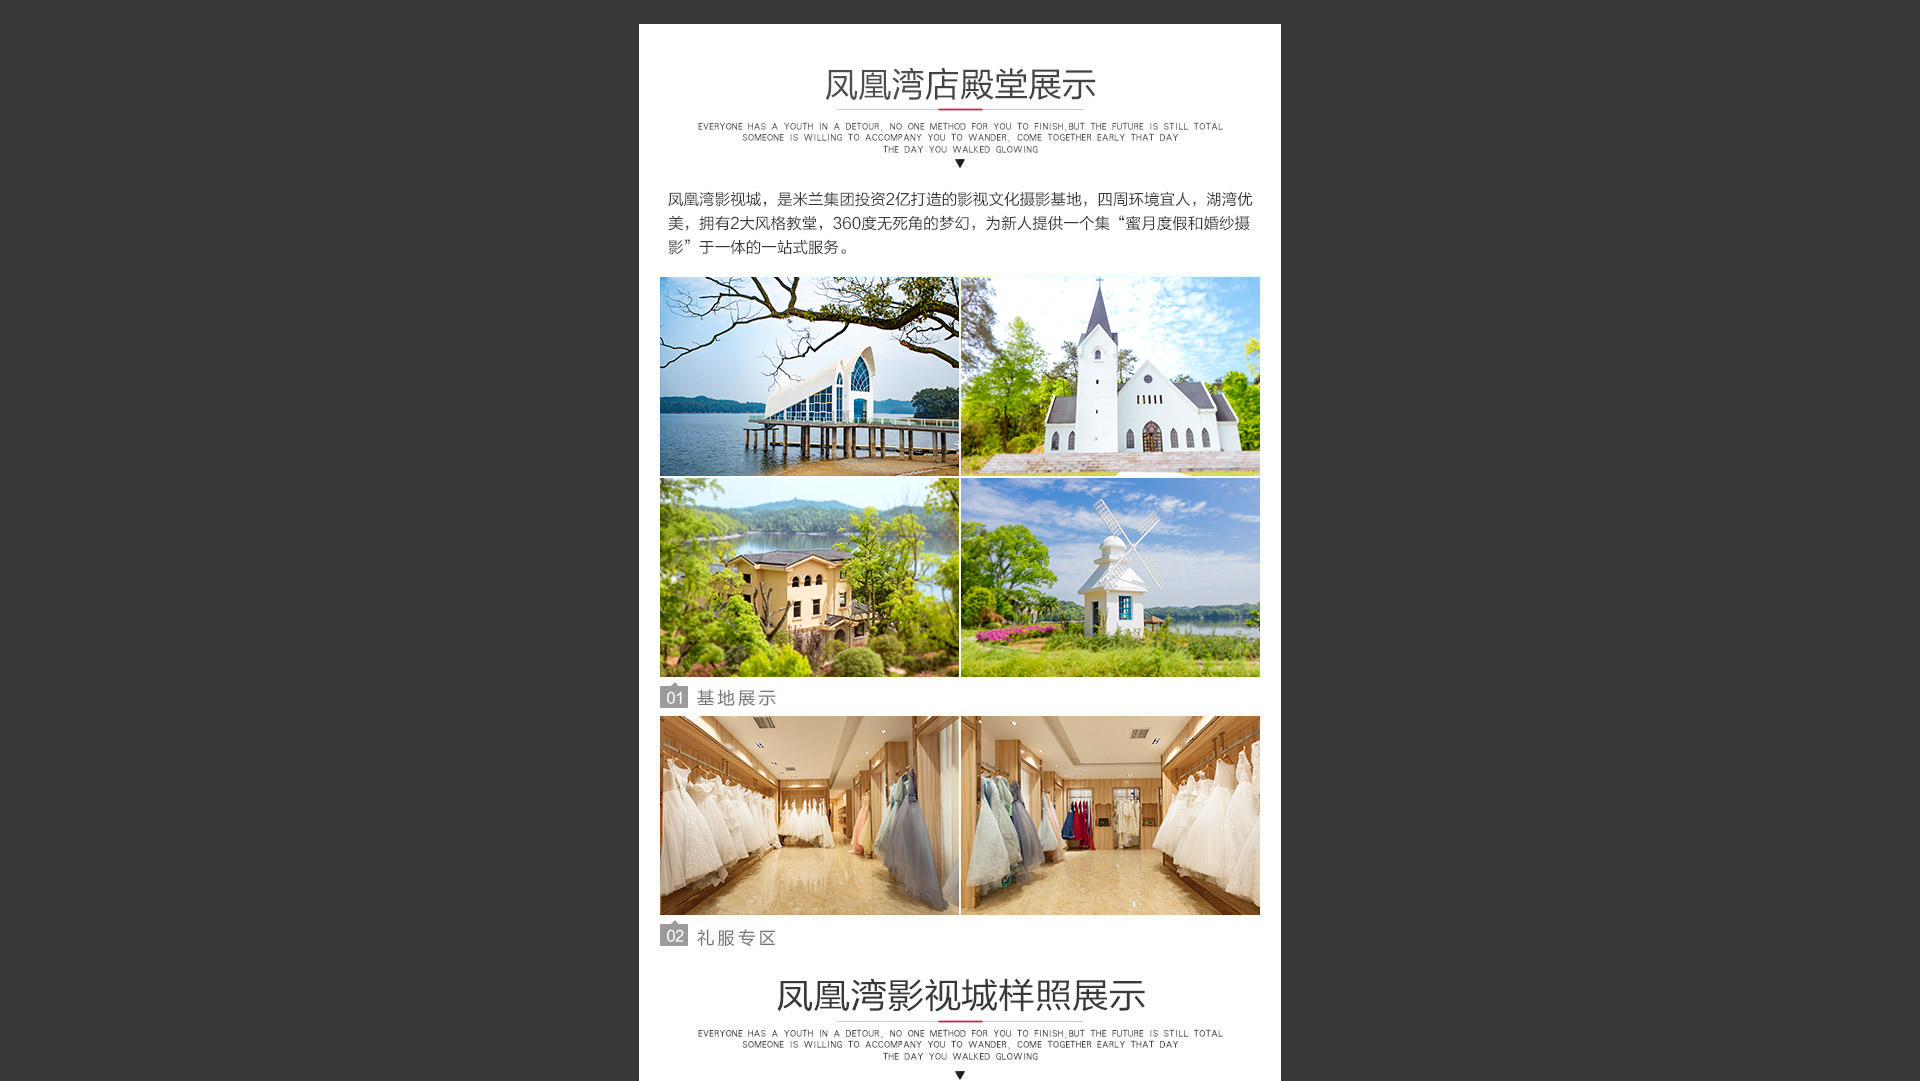 凤凰湾店殿堂展示
EVERYONE HAS A YOUTH IN A DETOUR, NO ONE METHOD FOR YOU TO FINISH,BUT THE FUTURE IS STILL TOTAL
SOMEONE IS WILLING TO ACCOMPANY YOU TO WANDER, COME TOGETHER EARLY THAT DAY
THE DAY YOU WALKED GLOWING
凤凰湾影视城，是米兰集团投资2亿打造的影视文化摄影基地，四周环境宜人，湖湾优
美，拥有2大风格教堂，360度无死角的梦幻，为新人提供一个集“蜜月度假和婚纱摄
影”于一体的一站式服务。
01 基地展示
02 礼服专区
凤凰湾影视城样照展示
EVERYONE HAS A YOUTH IN A DETOUR, NO ONE METHOD FOR YOU TO FINISH,BUT THE FUTURE IS STILL TOTAL
SOMEONE IS WILLING TO ACCOMPANY YOU TO WANDER, COME TOGETHER EARLY THAT DAY
THE DAY YOU WALKED GLOWING